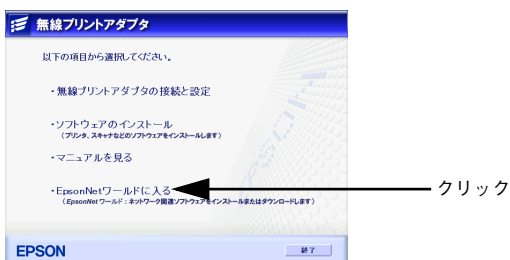 無線プリントアダプタ
以下の項目から選択してください。
・無線プリントアダプタの接続と設定
・ソフトウェアのインストール
（プリンタ、スキャナなどのソフトウェアをインストールします）
・マニュアルを見る
・EpsonNetワールドに入る
クリック
（EpsonNet ワールド：ネットワーク関連ソフトウェアをインストールまたはダウンロードします）
EPSON
終了